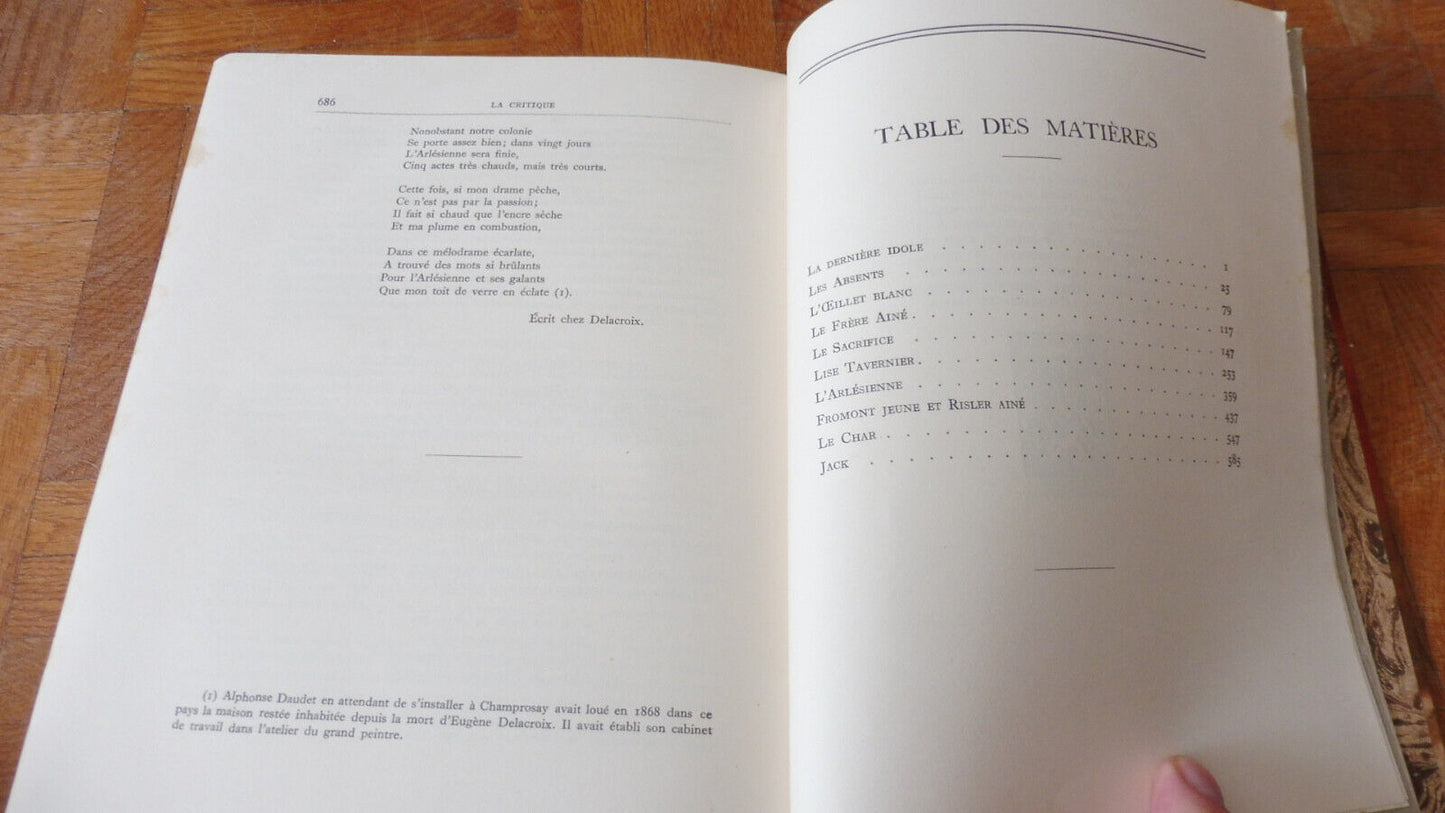 686
LA CRITIQUE
Nonobstant notre colonie
Se porte assez bien; dans vingt jours
L'Arlésienne sera finie,
Cinq actes très chauds, mais très courts.
Cette fois, si mon drame pèche,
Ce n'est pas par la passion;
Il fait si chaud que l'encre sèche
Et ma plume en combustion,
Dans ce mélodrame écarlate,
A trouvé des mots si brûlants
Pour l'Arlésienne et ses galants
Que mon toit de verre en éclate (1).
Écrit chez Delacroix.
(1) Alphonse Daudet en attendant de s'installer à Champrosay avait loué en 1868 dans ce
pays la maison restée inhabitée depuis la mort d'Eugène Delacroix. Il avait établi son cabinet
de travail dans l'atelier du grand peintre.
TABLE DES MATIÈRES
LA DERNIÈRE IDOLE . . . . . . . . . . . . . . . 1
LES ABSENTS . . . . . . . . . . . . . . . 25
L'ŒILLET BLANC . . . . . . . . . . . . . . . 79
LE FRÈRE AINÉ . . . . . . . . . . . . . . . 117
LE SACRIFICE . . . . . . . . . . . . . . . 147
LISE TAVERNIER . . . . . . . . . . . . . . . 253
L'ARLÉSIENNE . . . . . . . . . . . . . . . 359
FROMONT JEUNE ET RISLER AINÉ . . . . . . . . . . 437
LE CHAR . . . . . . . . . . . . . . . 547
JACK . . . . . . . . . . . . . . . 585